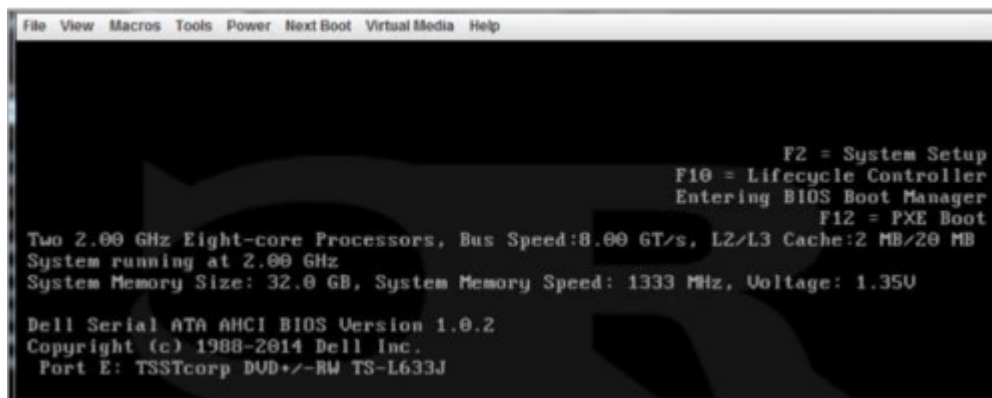 File View Macros Tools Power Next Boot Virtual Media Help
F2 = System Setup
F10 = Lifecycle Controller
Entering BIOS Boot Manager
F12 = PXE Boot
Two 2.00 GHz Eight-core Processors, Bus Speed:8.00 GT/s, L2/L3 Cache:2 MB/20 MB
System running at 2.00 GHz
System Memory Size: 32.0 GB, System Memory Speed: 1333 MHz, Voltage: 1.35V
Dell Serial ATA AHCI BIOS Version 1.0.2
Copyright (c) 1988-2014 Dell Inc.
Port E: TSSTcorp DVD+/-RW TS-L633J